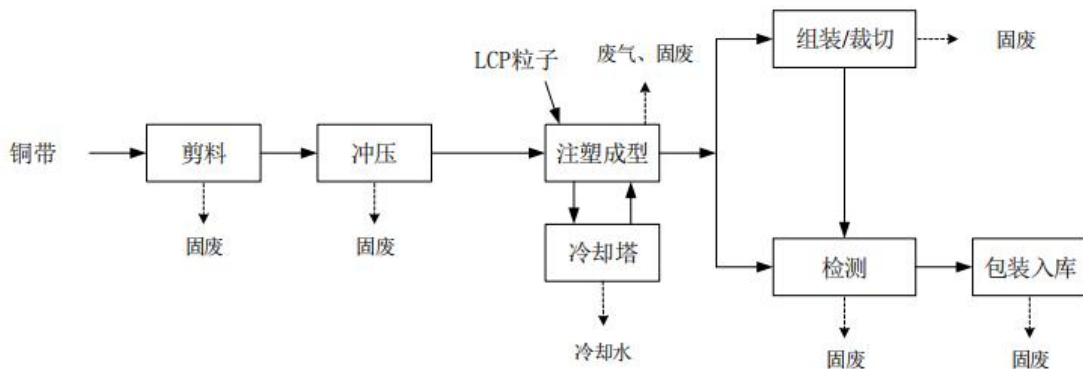 组装/裁切
固废
LCP粒子
废气、固废
铜带
剪料
冲压
注塑成型
固废
固废
冷却塔
检测
包装入库
冷却水
固废
固废